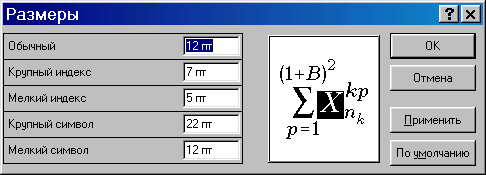 Размеры
Обычный 12 пт
Крупный индекс 7 пт
Мелкий индекс 5 пт
Крупный символ 22 пт
Мелкий символ 12 пт
(1+B)²
∑ X kp nk
p=1
OK
Отмена
Применить
По умолчанию